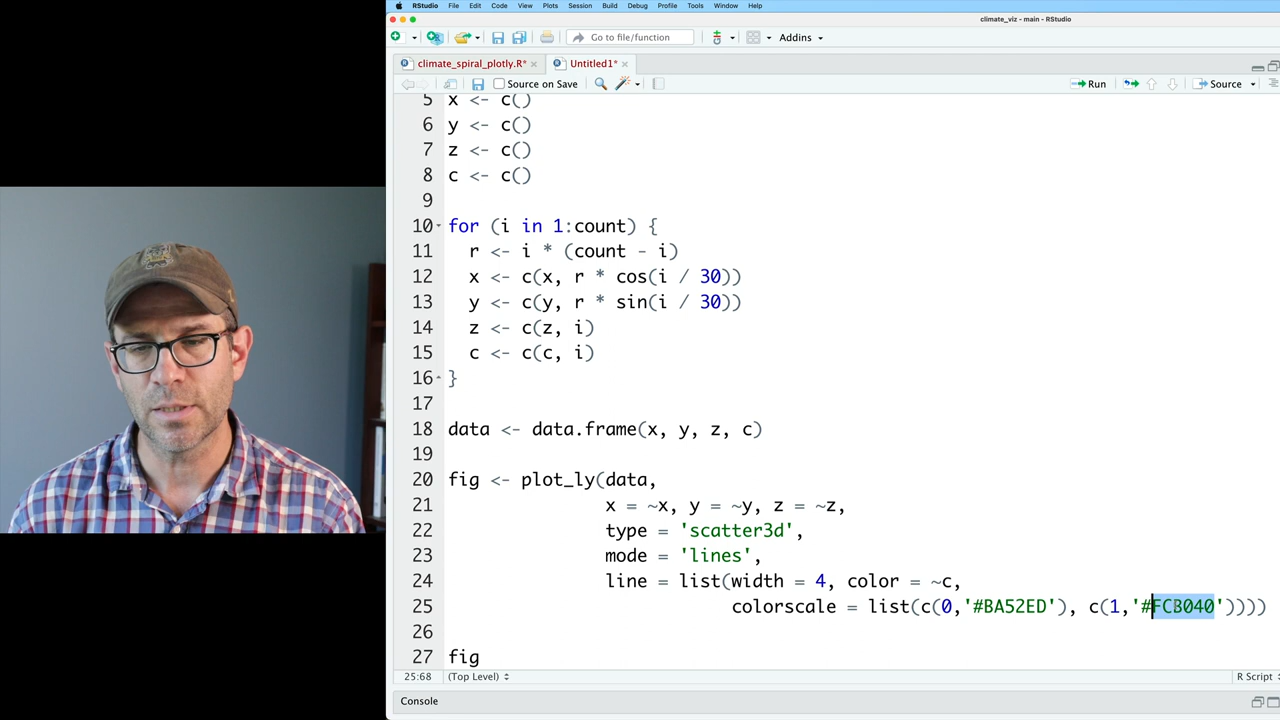 RStudio File Edit Code View Plots Session Build Debug Profile Tools Window Help
climate_viz - main - RStudio
Go to file/function Addins
climate_spiral_plotly.R* Untitled1*
Source on Save Run Source
5 x <- c()
6 y <- c()
7 z <- c()
8 c <- c()
9
10 for (i in 1:count) {
11 r <- i * (count - i)
12 x <- c(x, r * cos(i / 30))
13 y <- c(y, r * sin(i / 30))
14 z <- c(z, i)
15 c <- c(c, i)
16 }
17
18 data <- data.frame(x, y, z, c)
19
20 fig <- plot_ly(data,
21 x = ~x, y = ~y, z = ~z,
22 type = 'scatter3d',
23 mode = 'lines',
24 line = list(width = 4, color = ~c,
25 colorscale = list(c(0,'#BA52ED'), c(1,'#FCB040'))))
26
27 fig
25:68 (Top Level) R Script
Console